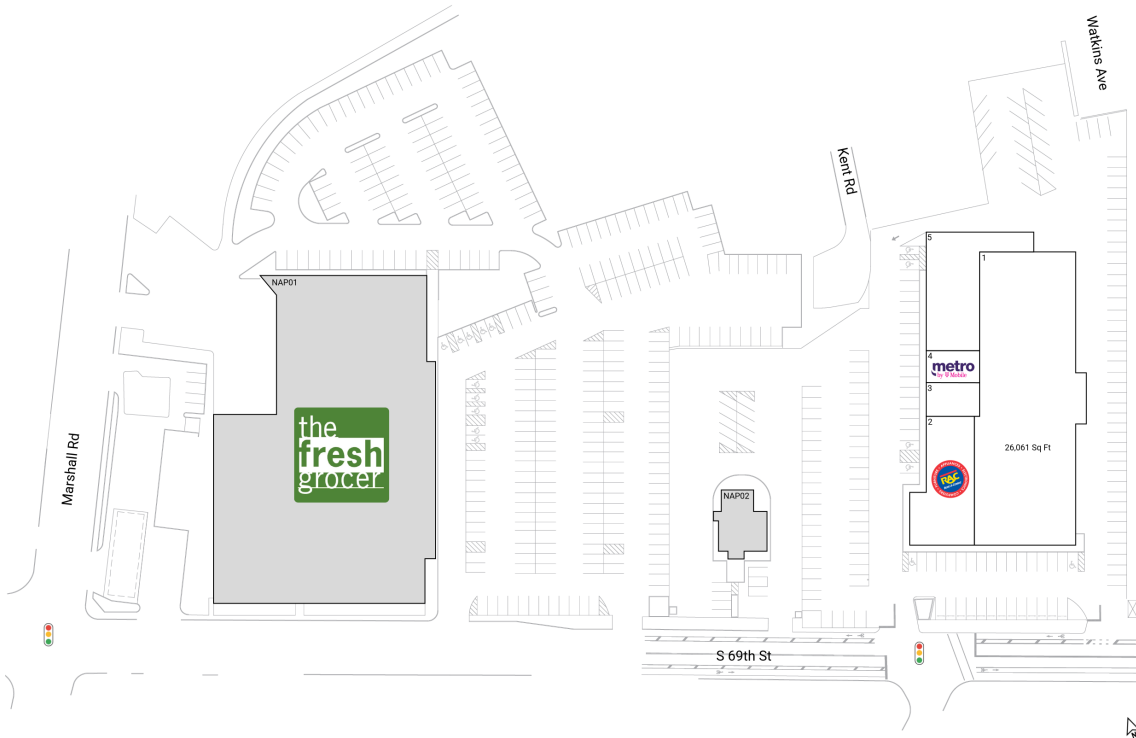 Watkins Ave
Kent Rd
5
1
NAP01
4
metro
by T Mobile
3
the
fresh
grocer
2
26,061 Sq Ft
Marshall Rd
RAC
NAP02
S 69th St